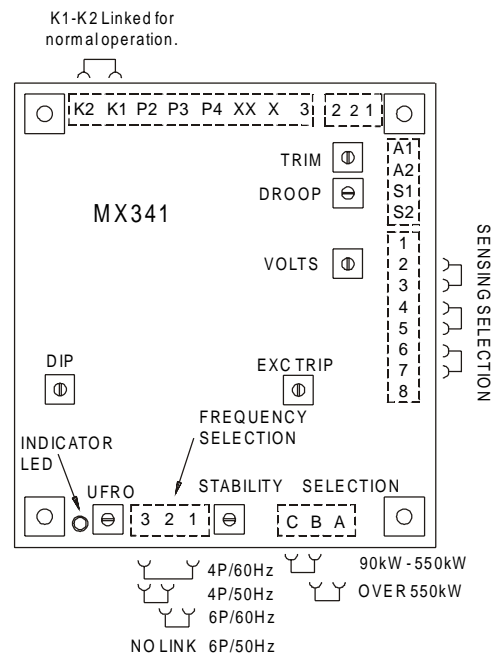 K1-K2 Linked for
normal operation.
K2 K1 P2 P3 P4 XX X 3 2 2 1
TRIM
DROOP
A1
A2
S1
S2
MX341
VOLTS
1
2
3
4
5
6
7
8
SENSING SELECTION
DIP
EXC TRIP
FREQUENCY
SELECTION
INDICATOR
LED
UFRO
STABILITY SELECTION
3 2 1
C B A
4P/60Hz
4P/50Hz
6P/60Hz
NO LINK 6P/50Hz
90kW - 550kW
OVER 550kW